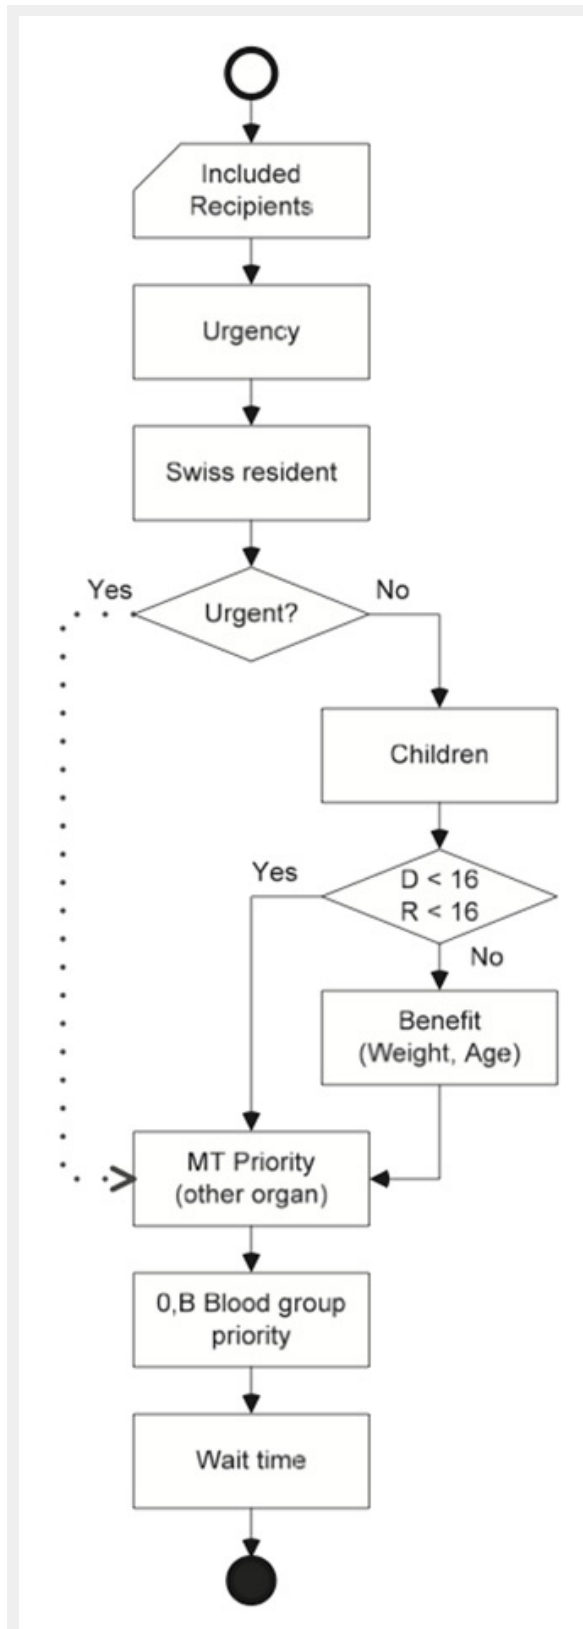 Included
Recipients
Urgency
Swiss resident
Yes
Urgent?
No
Children
Yes
D < 16
R < 16
No
Benefit
(Weight, Age)
MT Priority
(other organ)
0,B Blood group
priority
Wait time